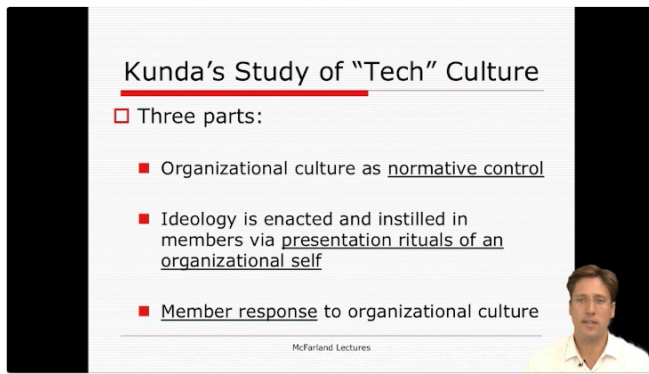 Kunda's Study of “Tech” Culture
Three parts:
Organizational culture as normative control
Ideology is enacted and instilled in
members via presentation rituals of an
organizational self
Member response to organizational culture
McFarland Lectures